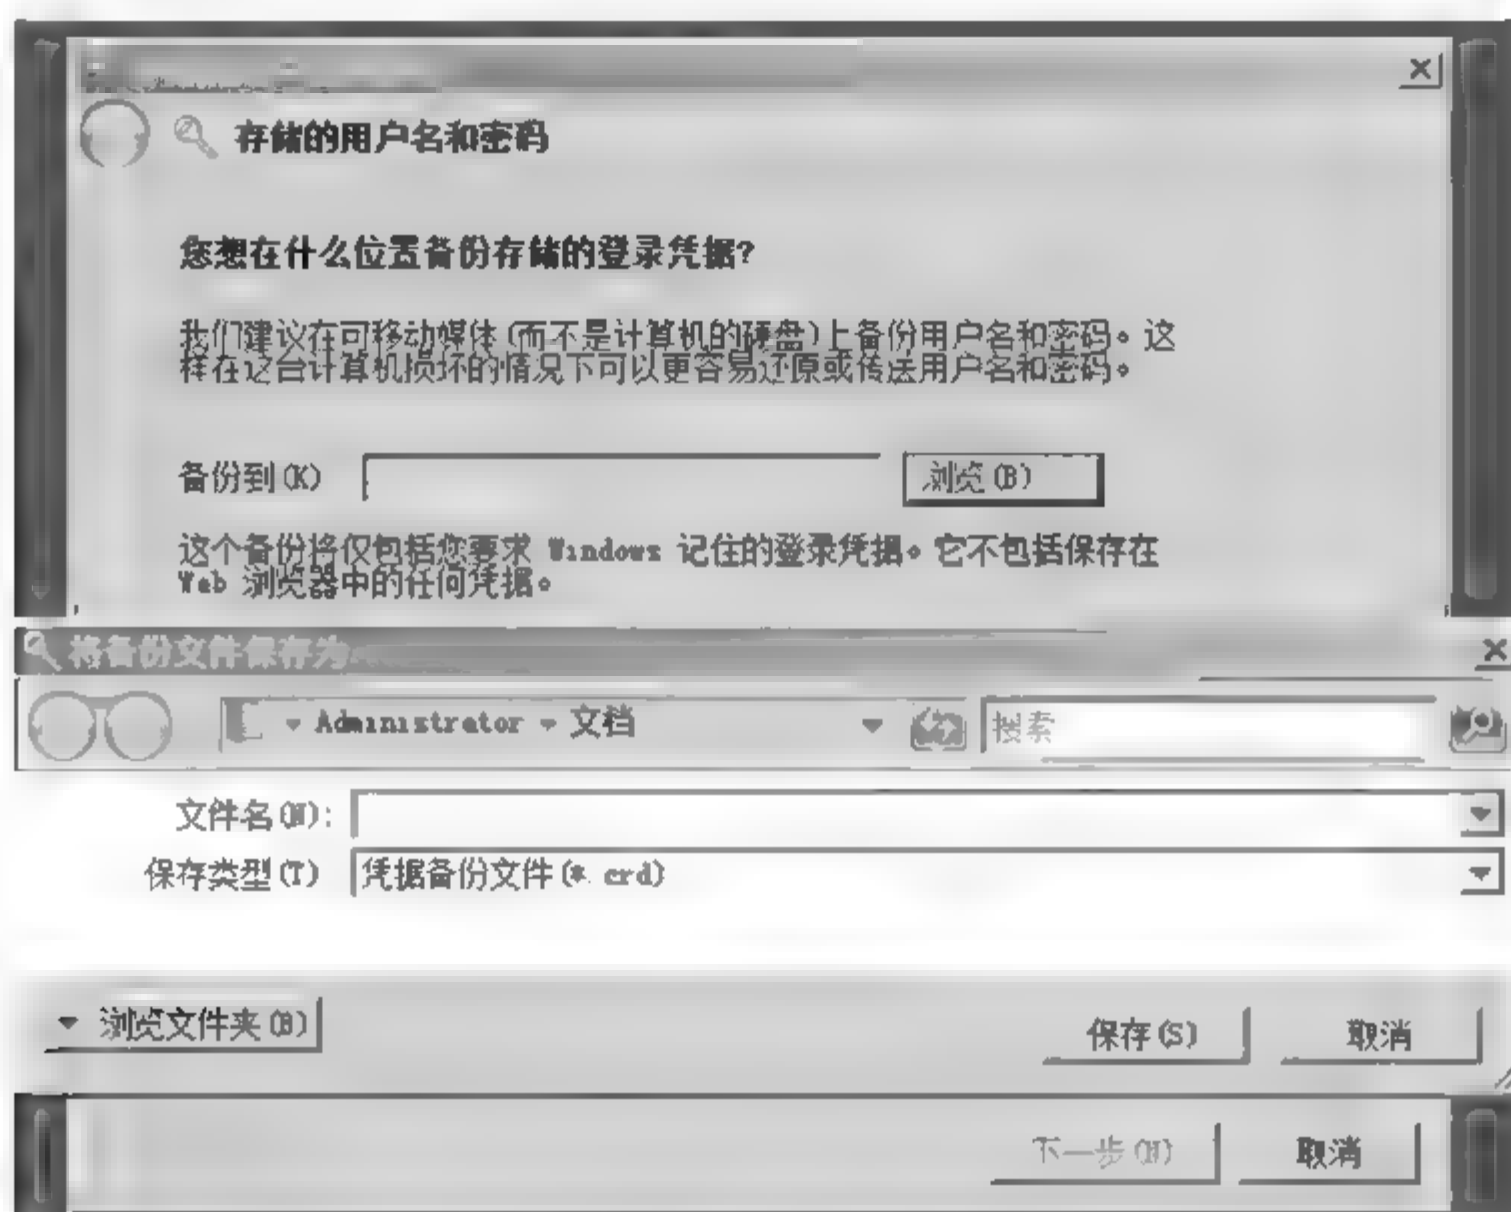 存储的用户名和密码
您想在什么位置备份存储的登录凭据?
我们建议在可移动媒体(而不是计算机的硬盘)上备份用户名和密码。这
样在这台计算机损坏的情况下可以更容易还原或传送用户名和密码。
备份到(K) 浏览(B)
这个备份将仅包括您要求 Windows 记住的登录凭据。它不包括保存在
Web 浏览器中的任何凭据。
将备份文件保存为
Administrator 文档 搜索
文件名(N):
保存类型(T) 凭据备份文件(*.crd)
浏览文件夹(B) 保存(S) 取消
下一步(N) 取消